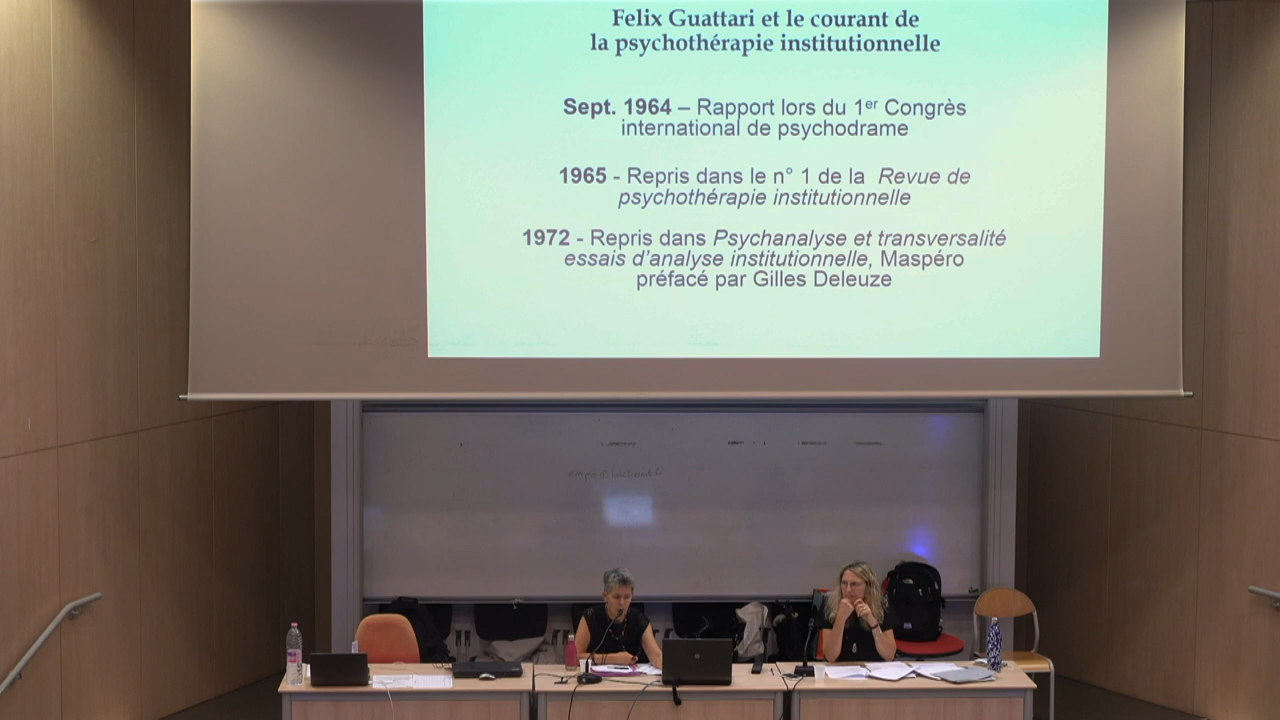 Felix Guattari et le courant de
la psychothérapie institutionnelle
Sept. 1964 – Rapport lors du 1er Congrès
international de psychodrame
1965 - Repris dans le n° 1 de la Revue de
psychothérapie institutionnelle
1972 - Repris dans Psychanalyse et transversalité
essais d'analyse institutionnelle, Maspéro
préfacé par Gilles Deleuze